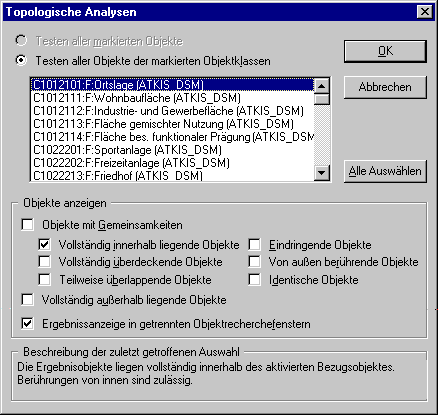 Topologische Analysen
Testen aller markierten Objekte
Testen aller Objekte der markierten Objektklassen
OK
Abbrechen
Alle Auswählen
C1012101:F:Ortslage (ATKIS_DSM)
C1012111:F:Wohnbaufläche (ATKIS_DSM)
C1012112:F:Industrie- und Gewerbefläche (ATKIS_DSM)
C1012113:F:Fläche gemischter Nutzung (ATKIS_DSM)
C1012114:F:Fläche bes. funktionaler Prägung (ATKIS_DSM)
C1022201:F:Sportanlage (ATKIS_DSM)
C1022202:F:Freizeitanlage (ATKIS_DSM)
C1022213:F:Friedhof (ATKIS_DSM)
Objekte anzeigen
Objekte mit Gemeinsamkeiten
Vollständig innerhalb liegende Objekte
Eindringende Objekte
Vollständig überdeckende Objekte
Von außen berührende Objekte
Teilweise überlappende Objekte
Identische Objekte
Vollständig außerhalb liegende Objekte
Ergebnisanzeige in getrennten Objektrecherchefenstern
Beschreibung der zuletzt getroffenen Auswahl
Die Ergebnisobjekte liegen vollständig innerhalb des aktivierten Bezugsobjektes.
Berührungen von innen sind zulässig.